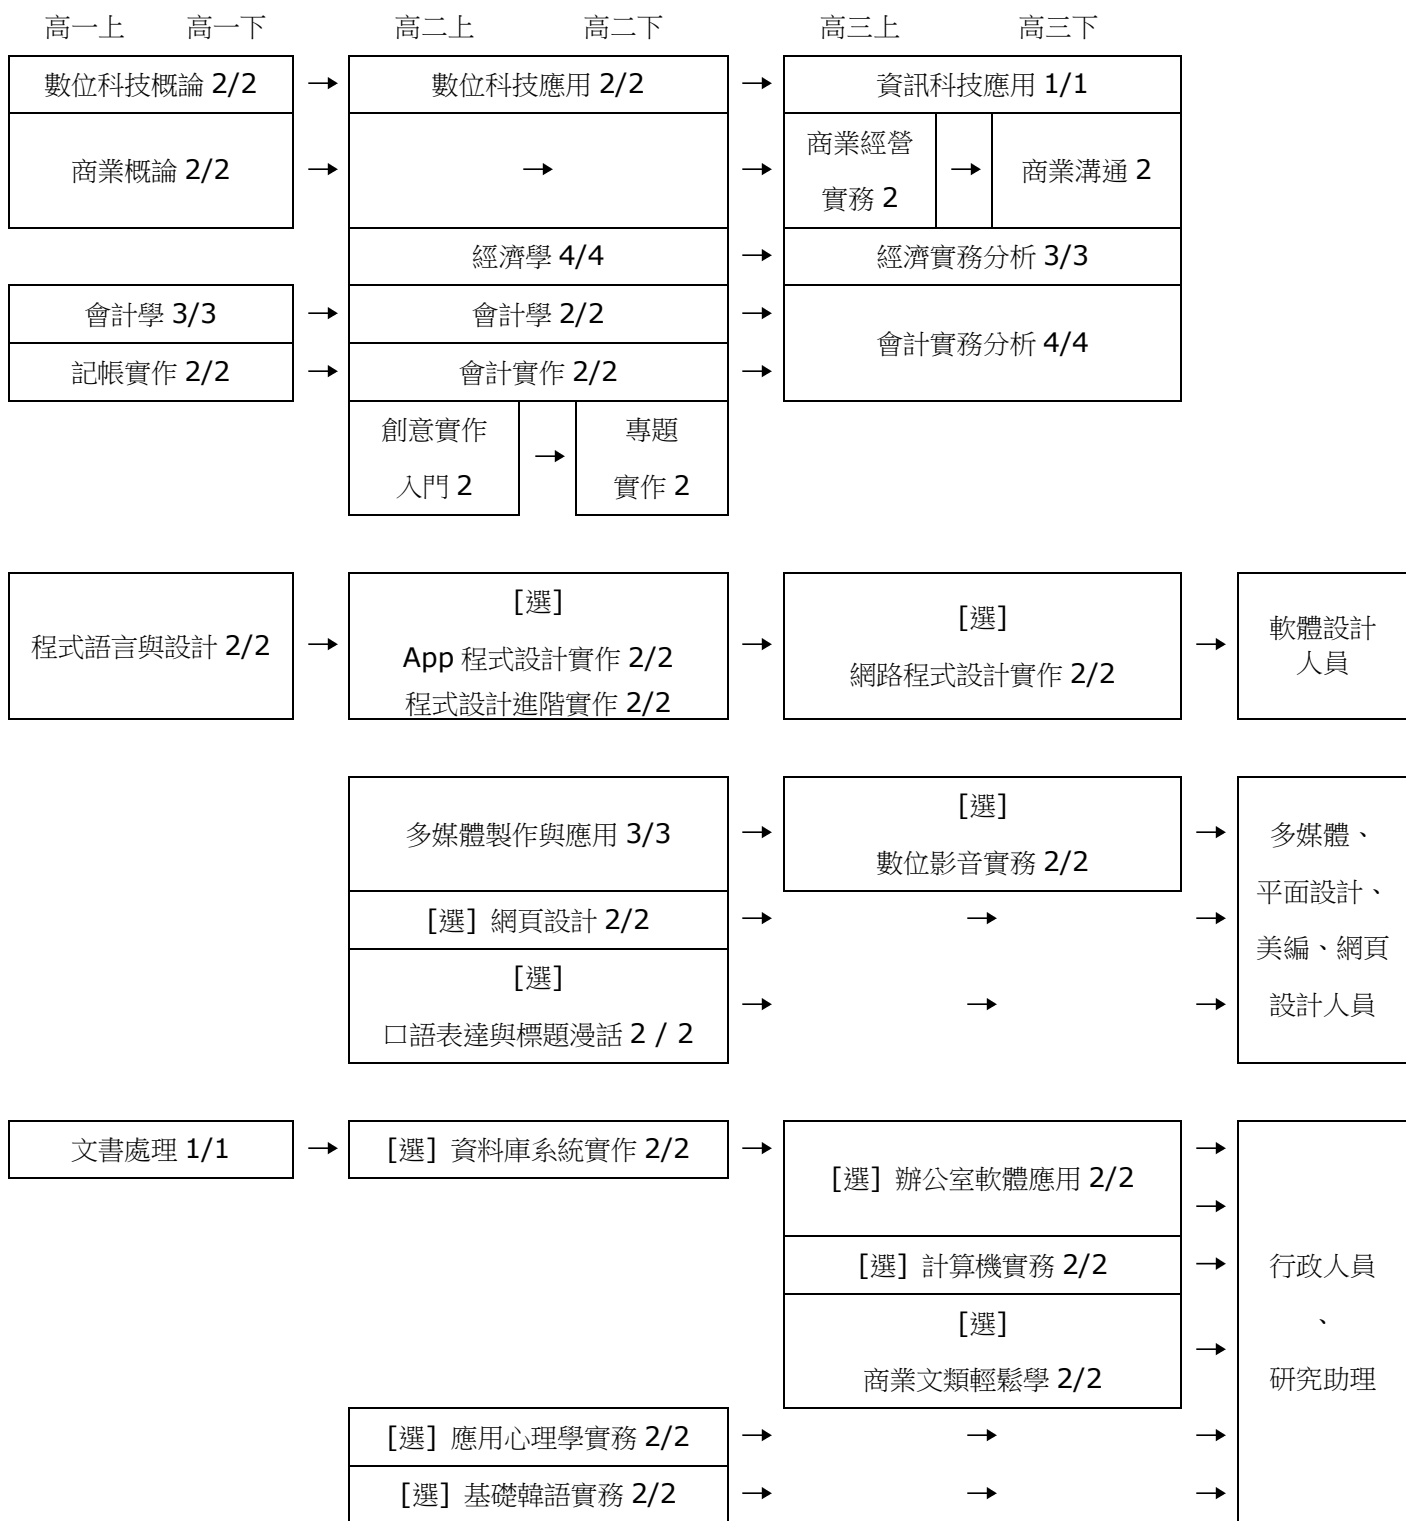 高一上 高一下 高二上 高二下 高三上 高三下
數位科技概論 2/2 → 數位科技應用 2/2 → 資訊科技應用 1/1
商業概論 2/2 → → → 商業經營
實務 2 → 商業溝通 2
經濟學 4/4 → 經濟實務分析 3/3
會計學 3/3 → 會計學 2/2 → 會計實務分析 4/4
記帳實作 2/2 → 會計實作 2/2 →
創意實作
入門 2 → 專題
實作 2
程式語言與設計 2/2 → [選]
App 程式設計實作 2/2
程式設計進階實作 2/2 → [選]
網路程式設計實作 2/2 → 軟體設計
人員
多媒體製作與應用 3/3 → [選]
數位影音實務 2/2 → 多媒體、
平面設計、
美編、網頁
設計人員
[選] 網頁設計 2/2 → → →
[選]
口語表達與標題漫話 2 / 2 → → →
文書處理 1/1 → [選] 資料庫系統實作 2/2 → [選] 辦公室軟體應用 2/2 → →
[選] 計算機實務 2/2 → 行政人員
、
研究助理
[選]
商業文類輕鬆學 2/2 →
[選] 應用心理學實務 2/2 → → →
[選] 基礎韓語實務 2/2 → → →